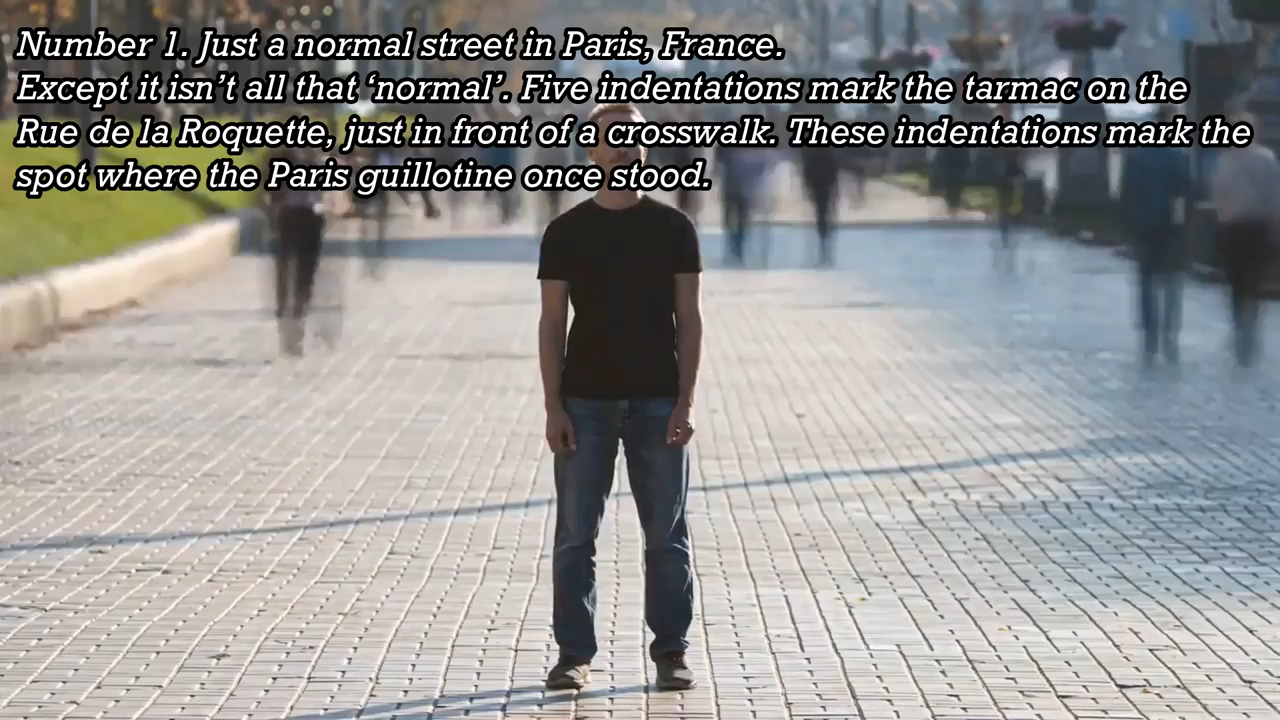 Number 1. Just a normal street in Paris, France.
Except it isn’t all that ‘normal’. Five indentations mark the tarmac on the
Rue de la Roquette, just in front of a crosswalk. These indentations mark the
spot where the Paris guillotine once stood.